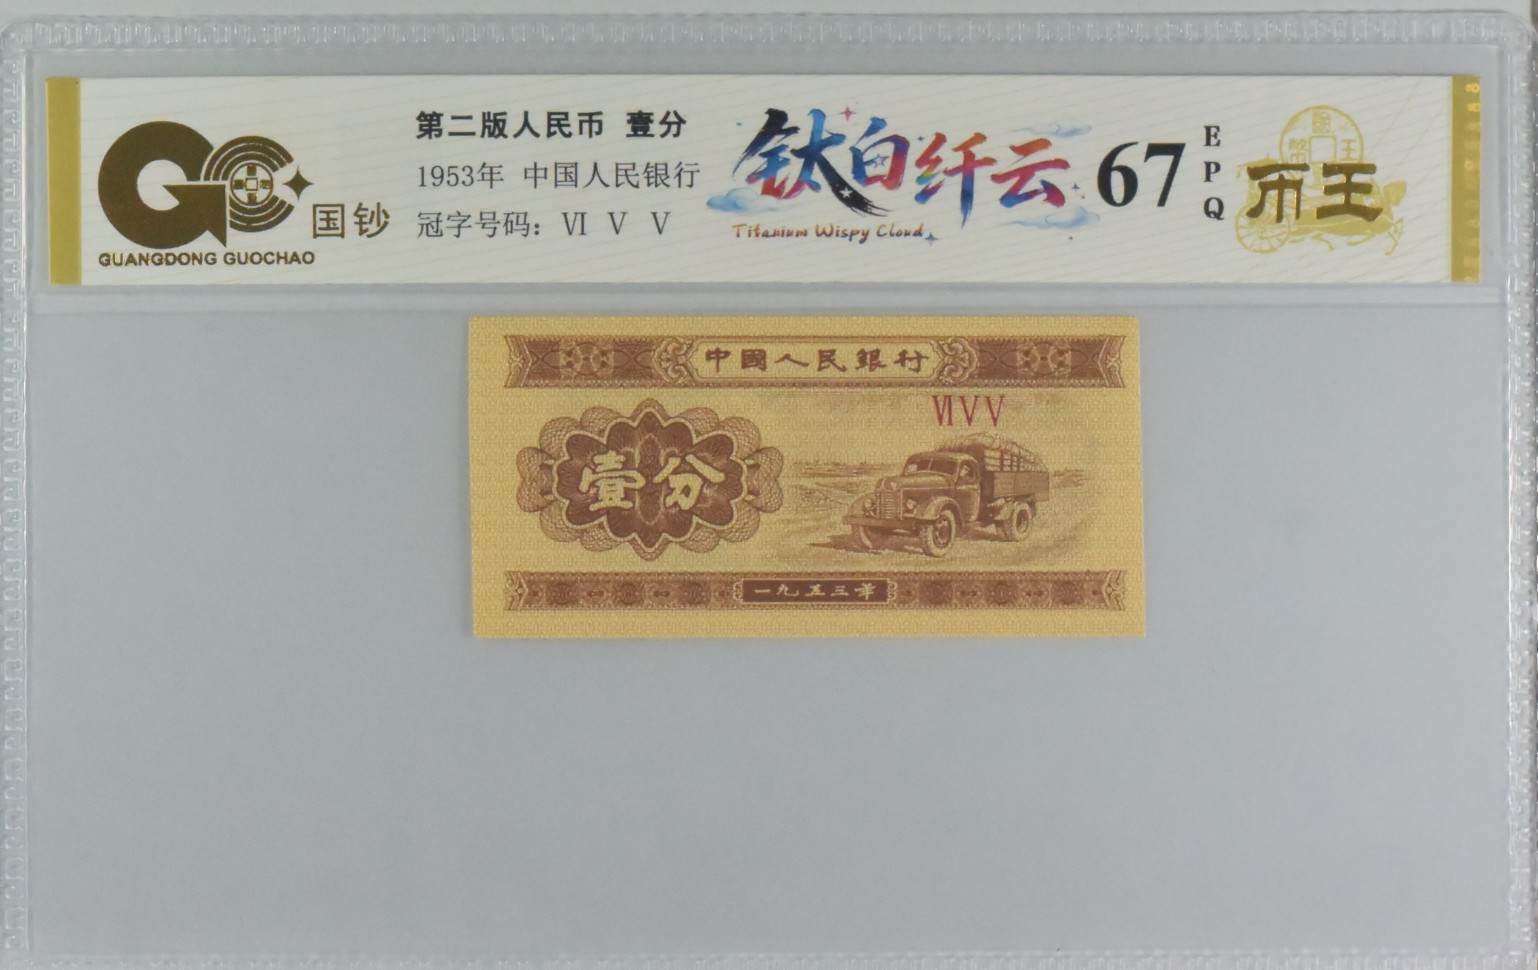 第二版人民币 壹分
1953年 中国人民银行
冠字号码：Ⅵ Ⅴ Ⅴ
国钞
GUANGDONG GUOCHAO
钛白纤云
Titanium Wispy Cloud
67
EPQ
币王
中國人民銀行
ⅥⅤⅤ
壹分
一九五三年